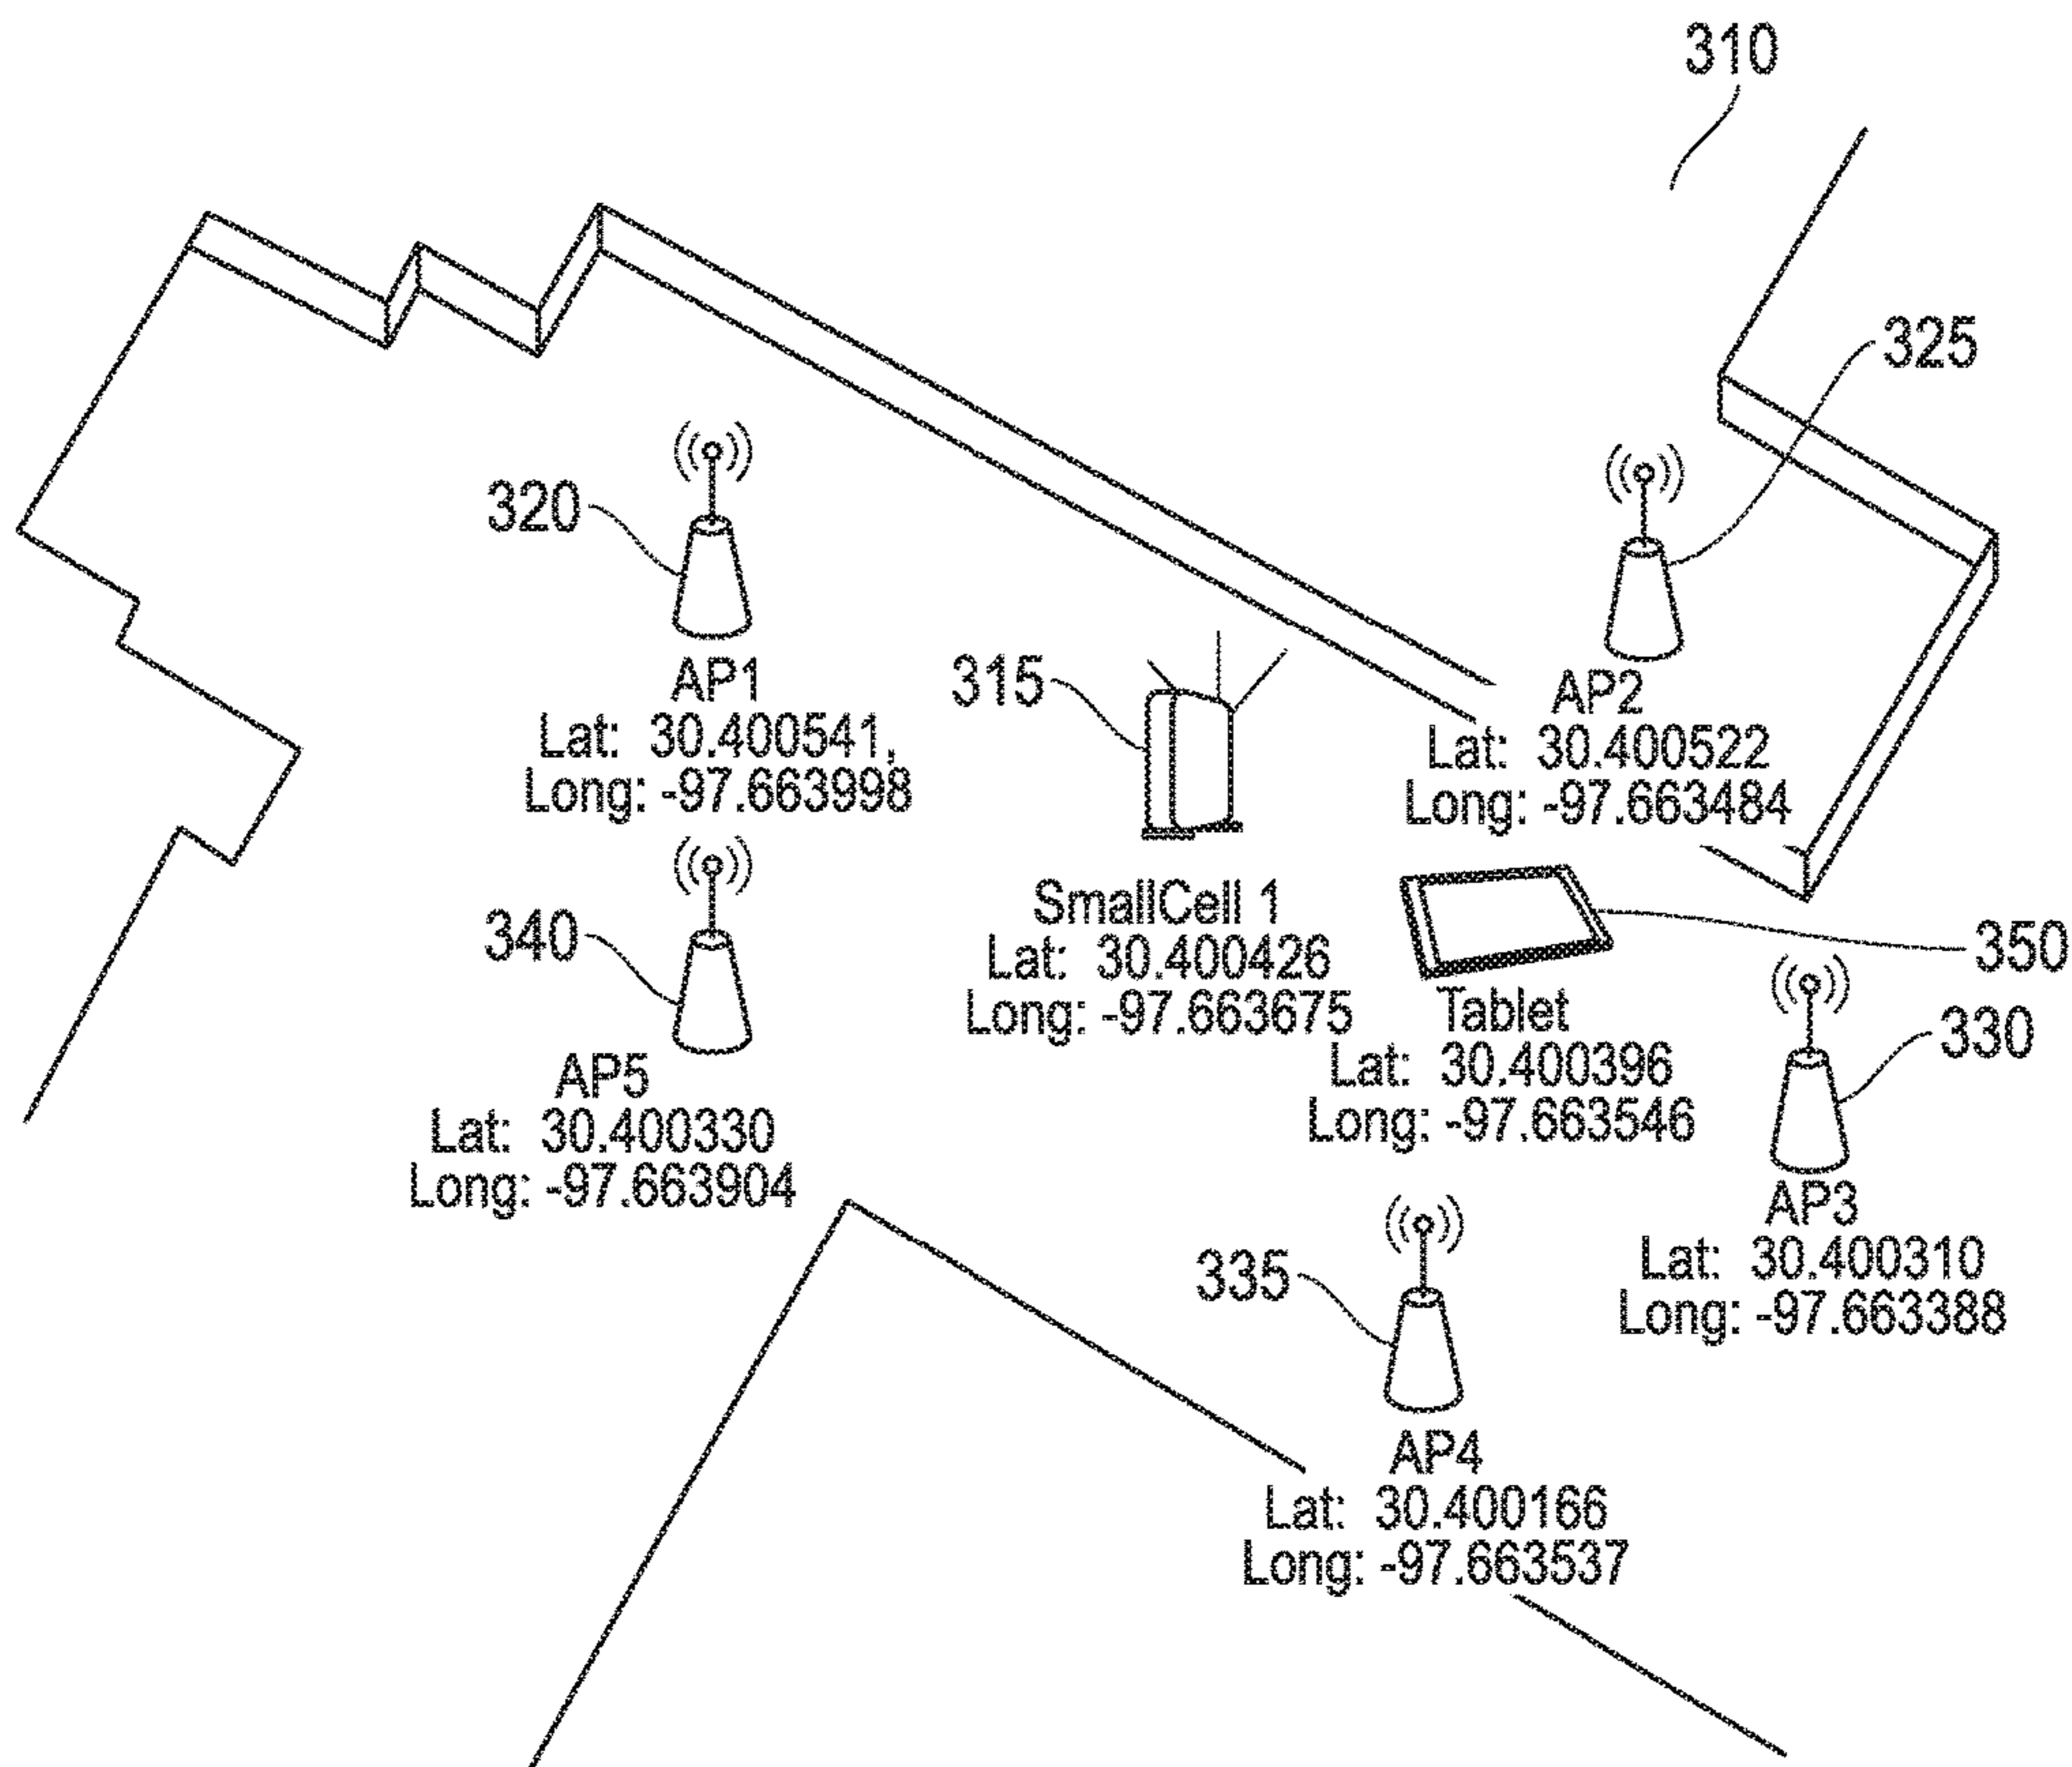 310
325
320
AP1
Lat: 30.400541,
Long: -97.663998
315
AP2
Lat: 30.400522
Long: -97.663484
340
SmallCell 1
Lat: 30.400426
Long: -97.663675
350
Tablet
Lat: 30.400396
Long: -97.663546
330
AP5
Lat: 30.400330
Long: -97.663904
AP3
Lat: 30.400310
Long: -97.663388
335
AP4
Lat: 30.400166
Long: -97.663537